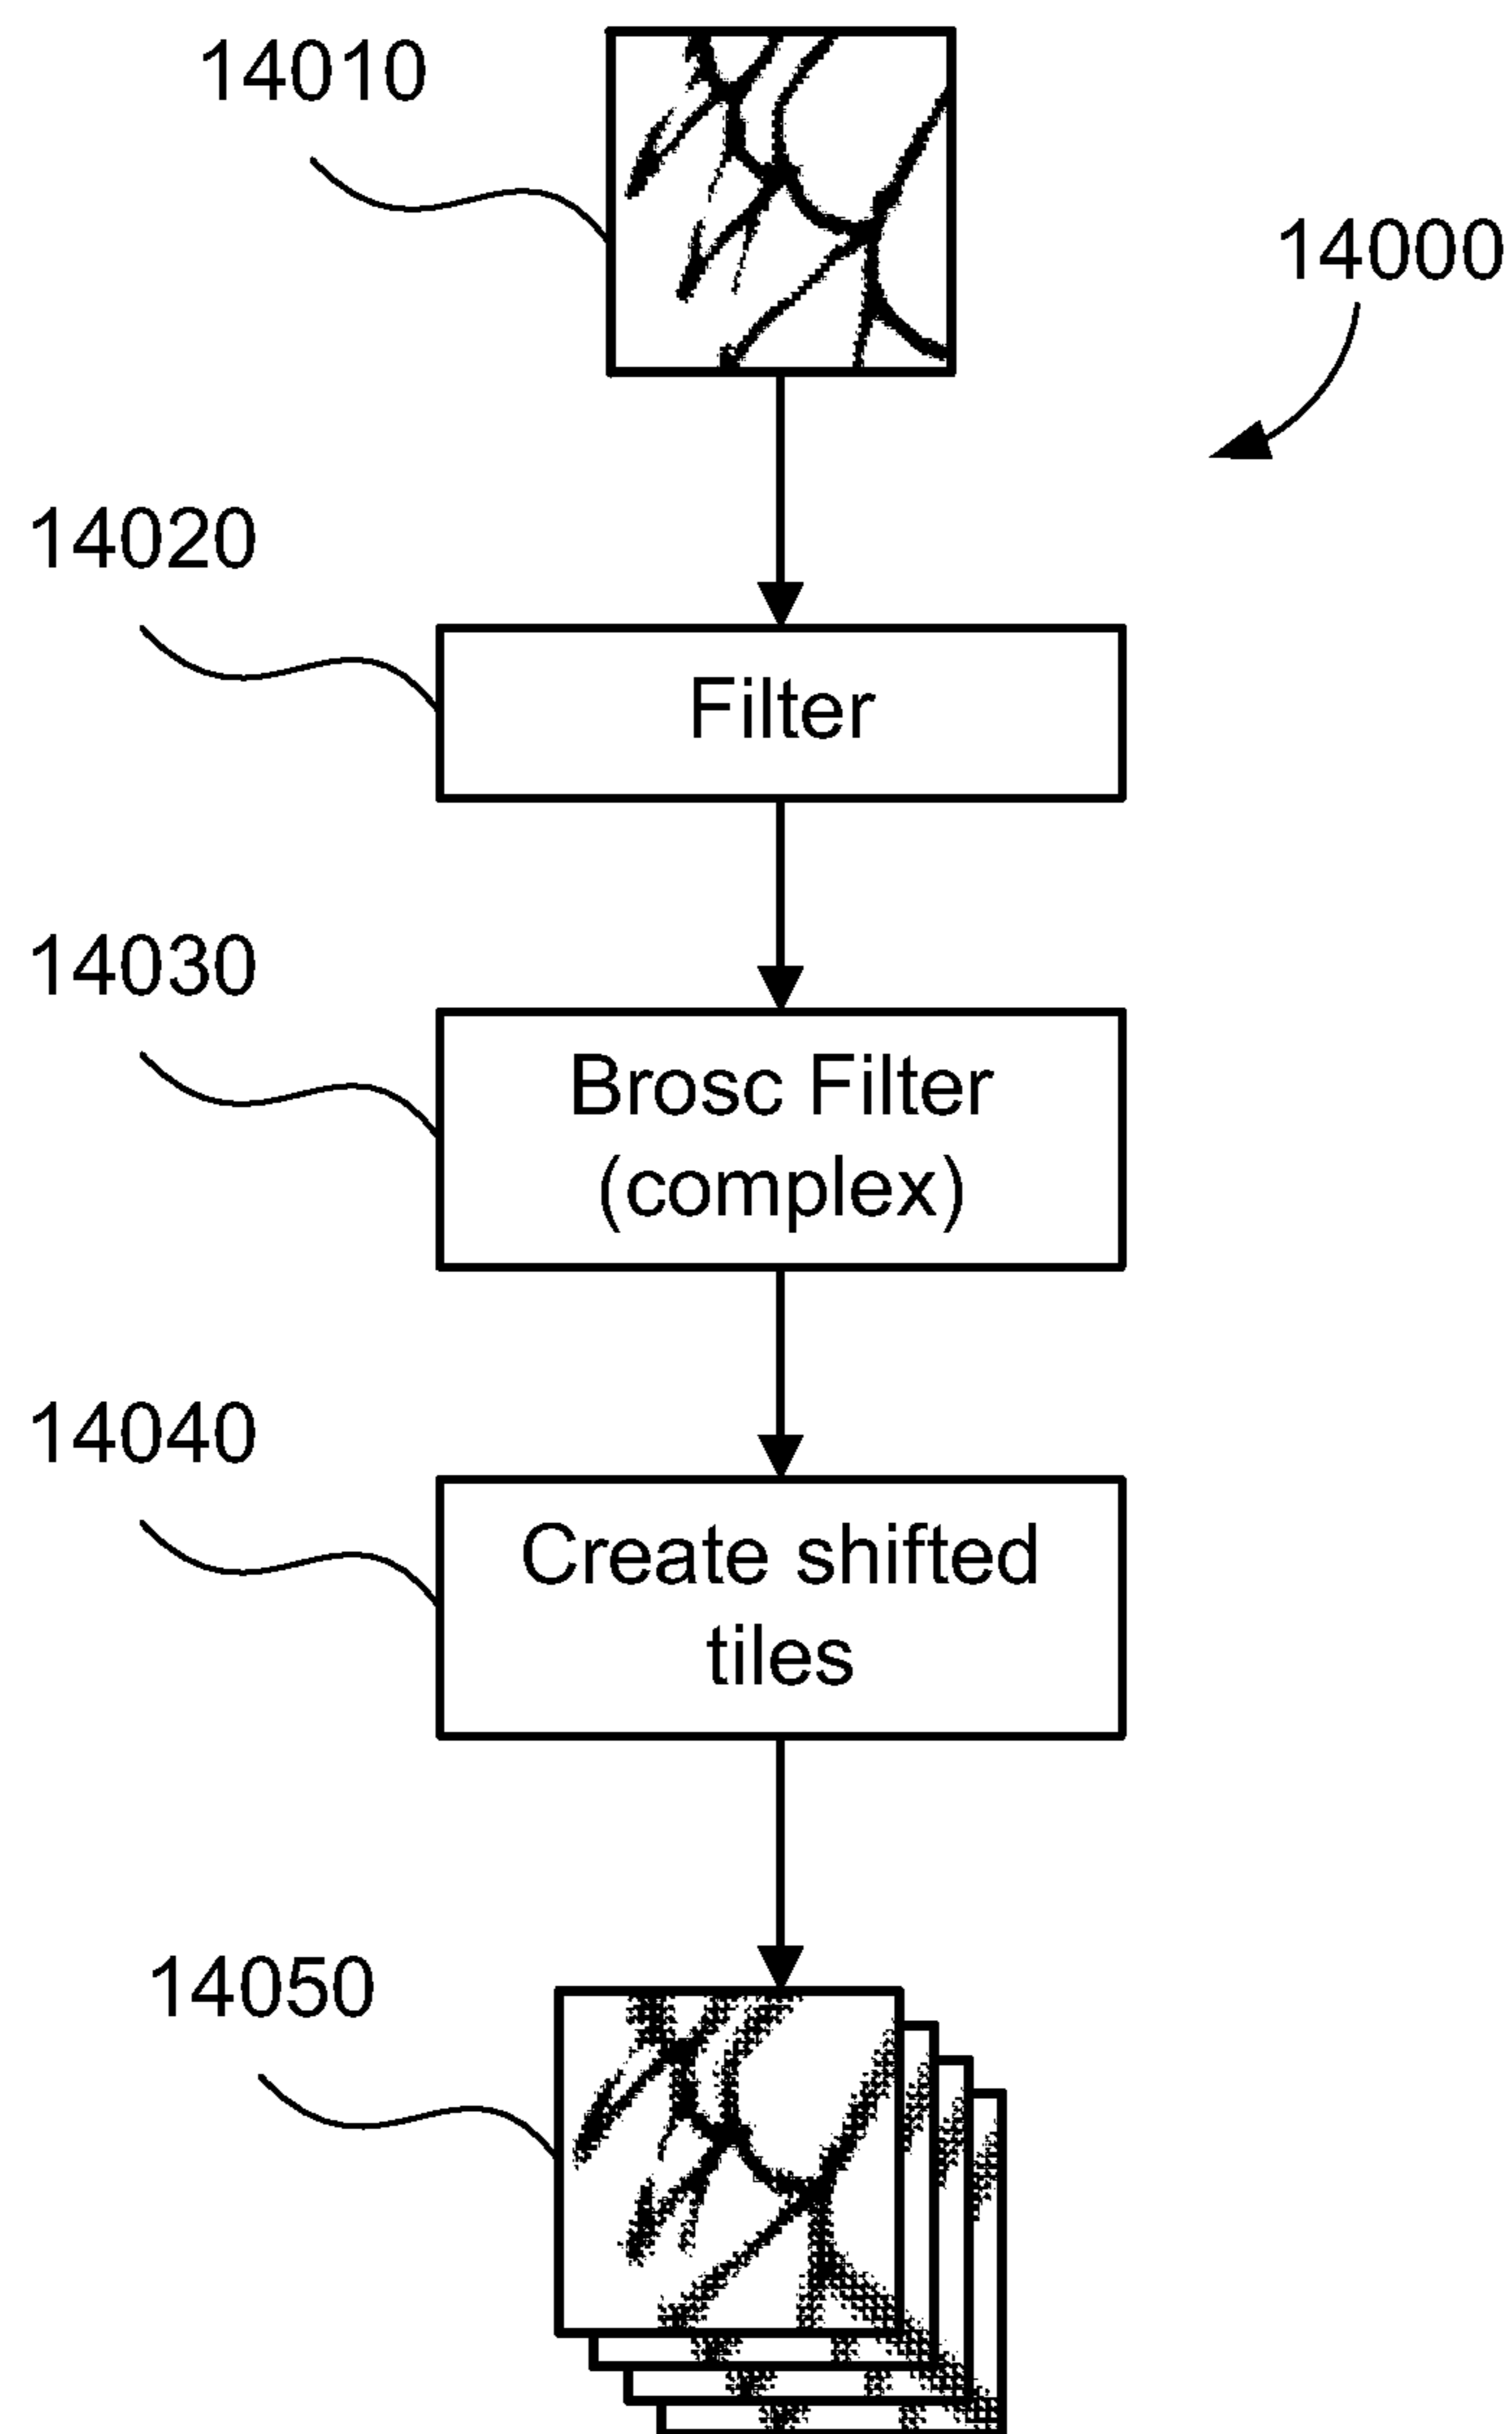 14010
14000
14020
Filter
14030
Brosc Filter
(complex)
14040
Create shifted
tiles
14050